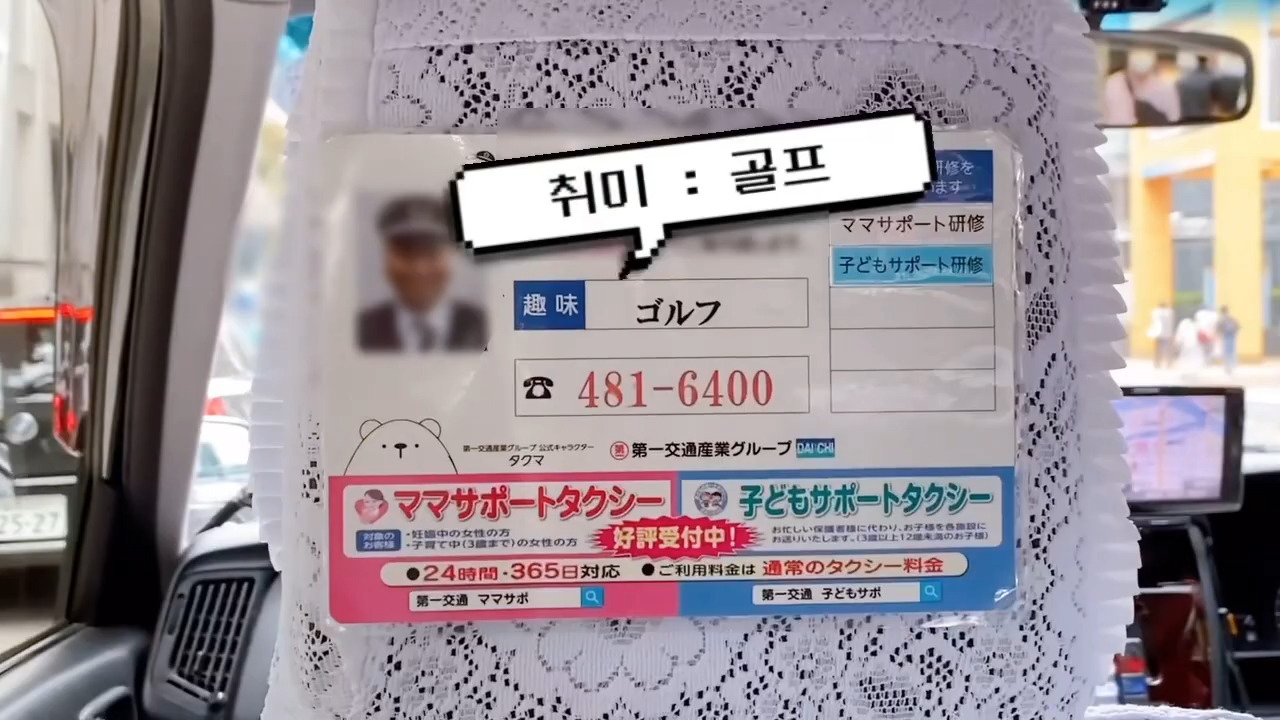 취미 : 골프
研修を
ます
ママサポート研修
子どもサポート研修
趣味 ゴルフ
☎ 481-6400
第一交通産業グループ 公式キャラクター
タクマ
第一交通産業グループ DAIICHI
ママサポートタクシー
対象の
お客様
・妊娠中の女性の方
・子育て中(3歳まで)の女性の方
子どもサポートタクシー
お忙しい保護者様に代わり、お子様を各施設に
お送りいたします。(3歳以上12歳未満のお子様)
好評受付中!
●24時間・365日対応 ●ご利用料金は 通常のタクシー料金
第一交通 ママサポ
第一交通 子どもサポ
25-27